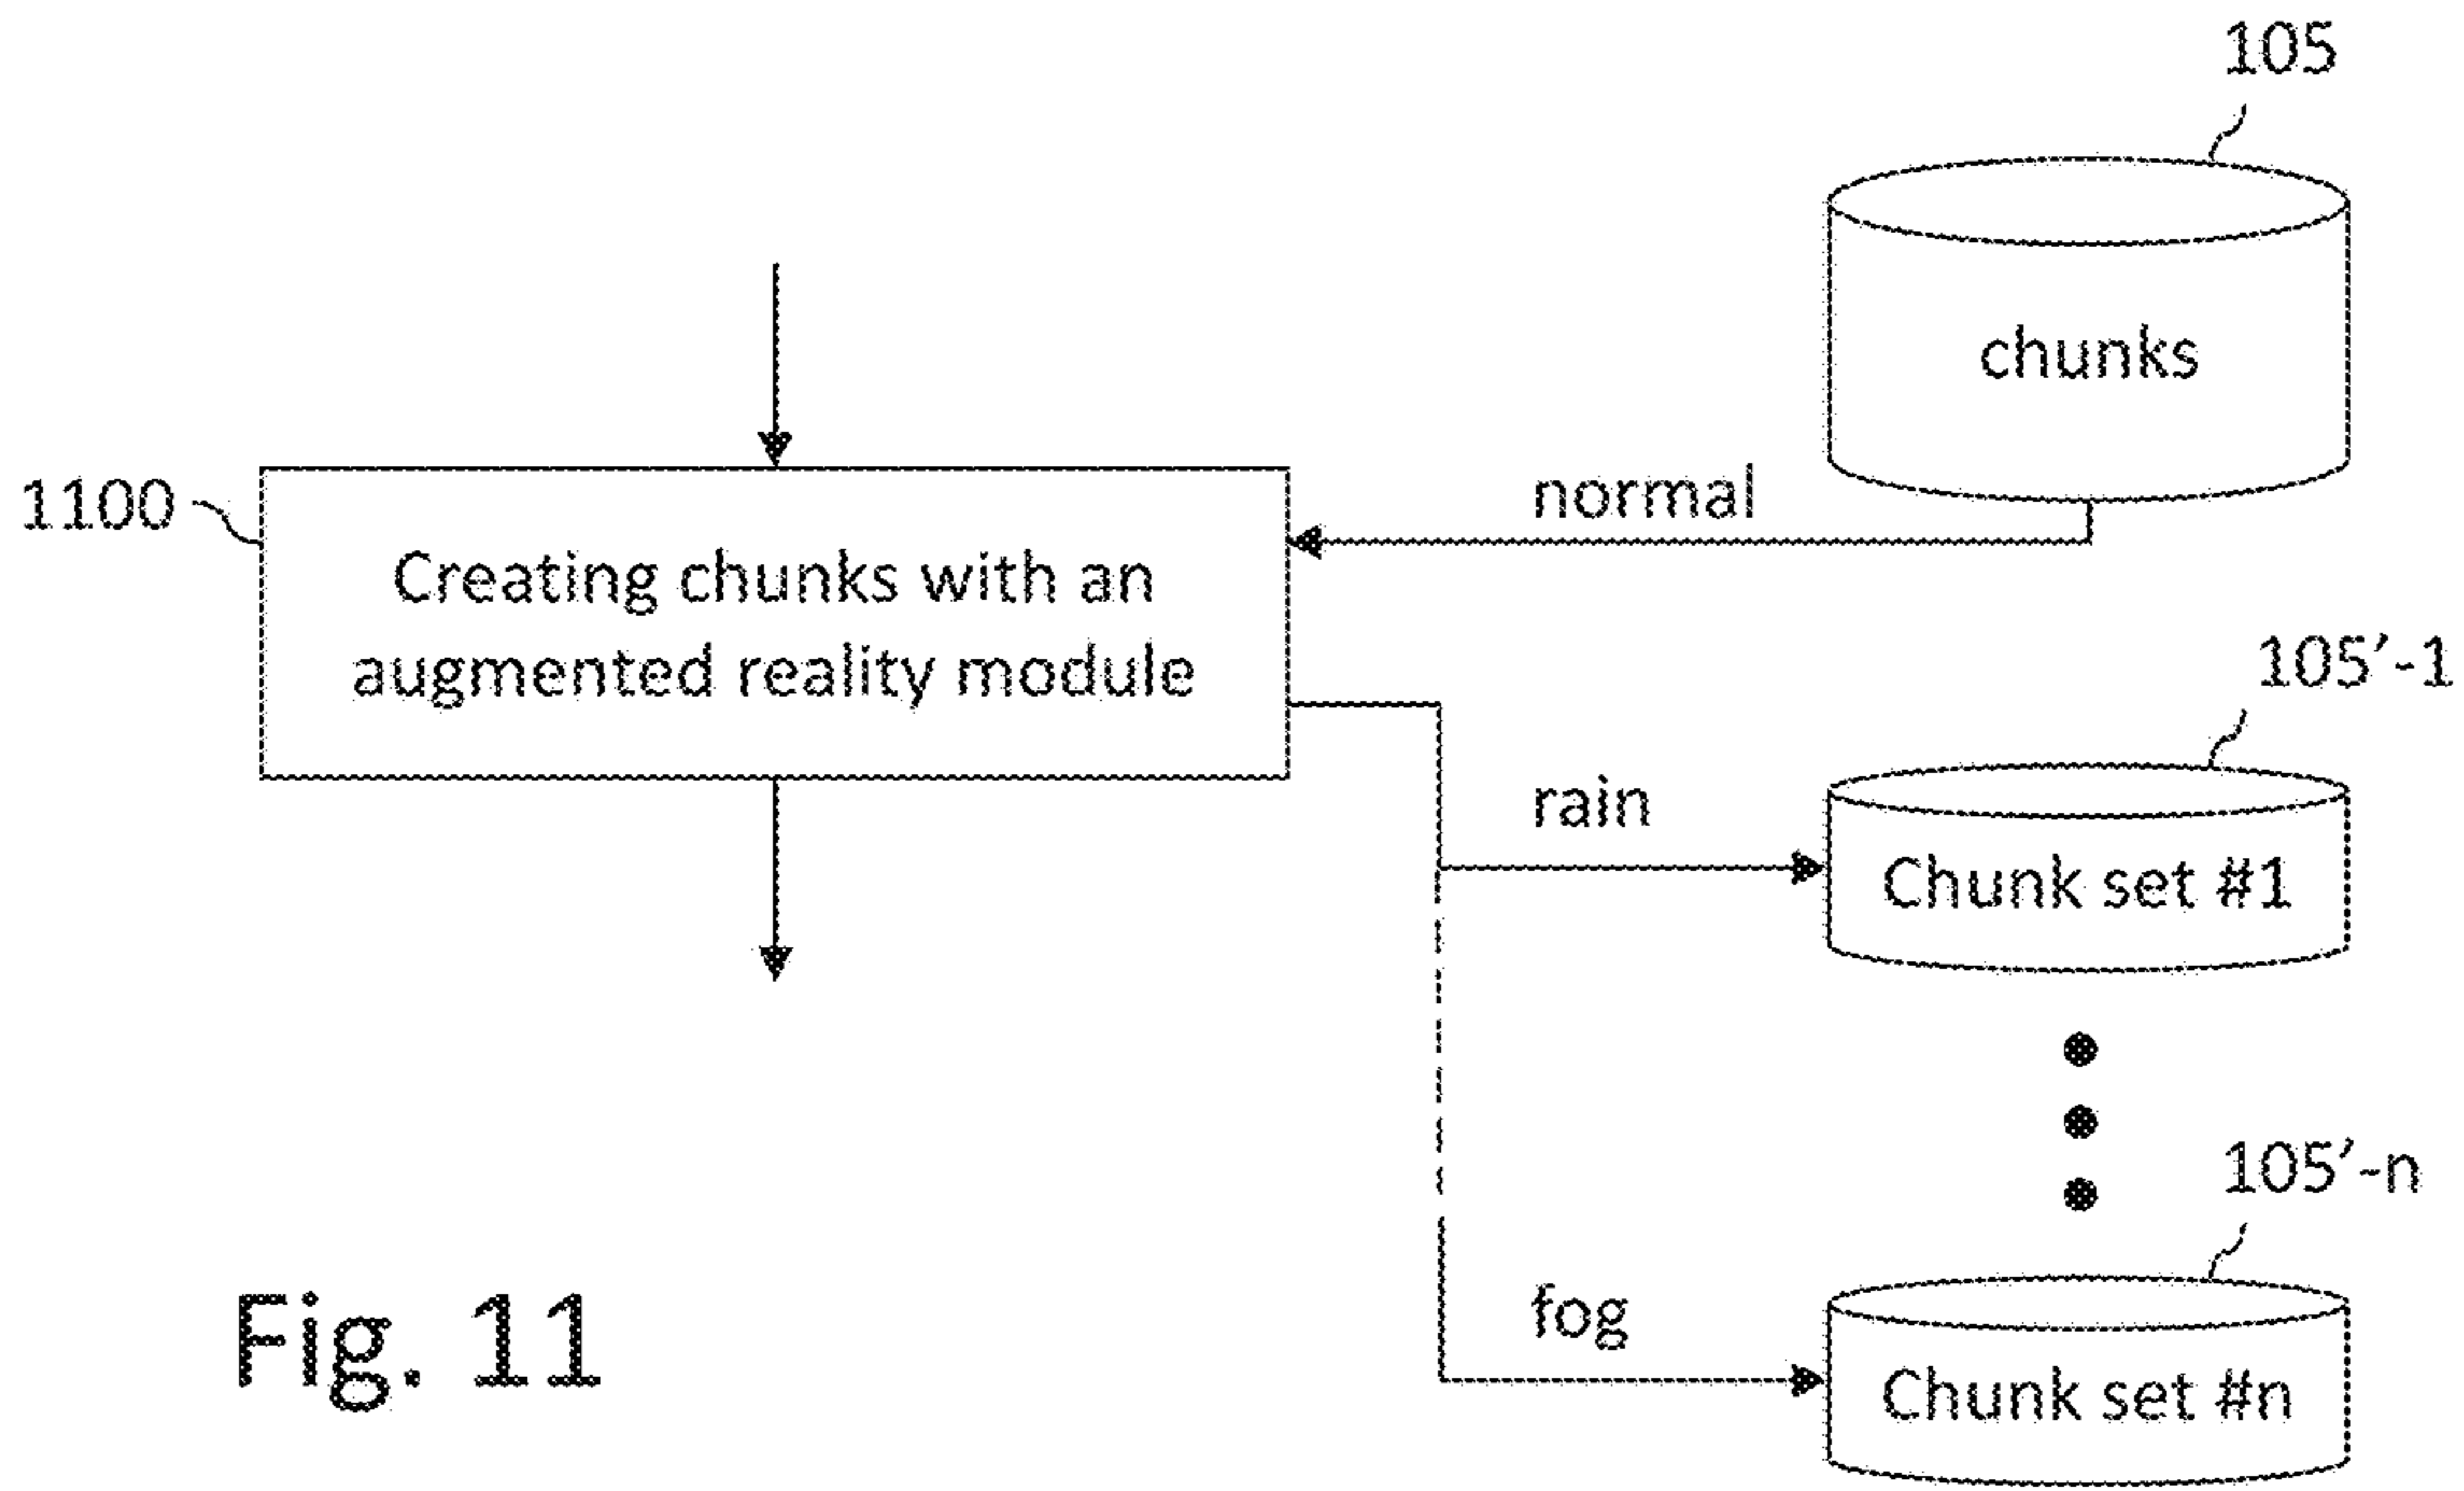 105
chunks
normal
1100
Creating chunks with an
augmented reality module
105'-1
rain
Chunk set #1
105'-n
fog
Chunk set #n
Fig. 11